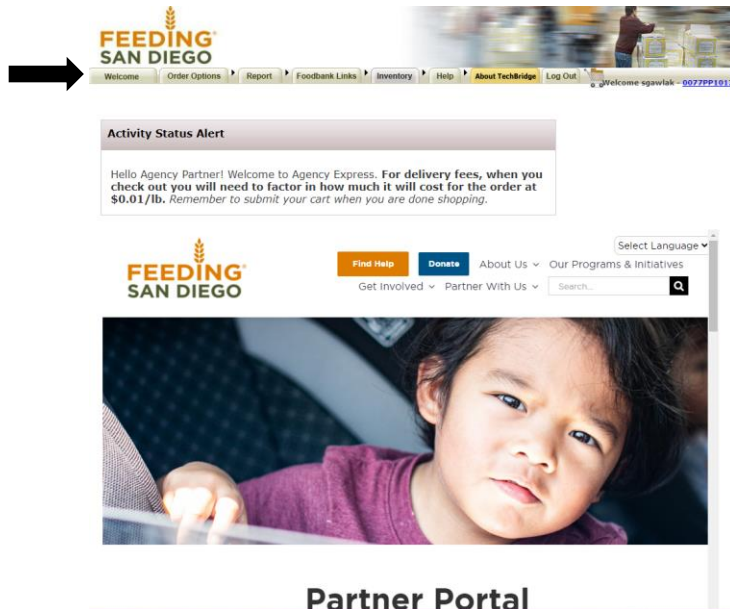 FEEDING
SAN DIEGO
Welcome Order Options Report Foodbank Links Inventory Help About TechBridge Log Out Welcome sgawlak - 0077PP101
Activity Status Alert
Hello Agency Partner! Welcome to Agency Express. For delivery fees, when you
check out you will need to factor in how much it will cost for the order at
$0.01/lb. Remember to submit your cart when you are done shopping.
Select Language
FEEDING
SAN DIEGO
Find Help Donate About Us Our Programs & Initiatives
Get Involved Partner With Us Search...
Partner Portal